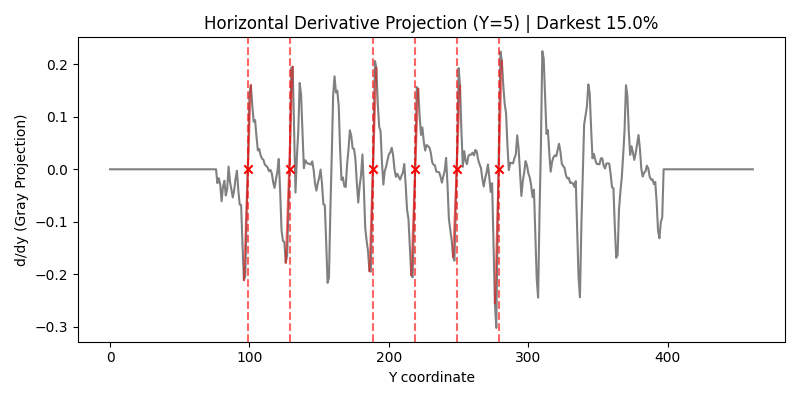 Horizontal Derivative Projection (Y=5) | Darkest 15.0%
d/dy (Gray Projection)
0.2
0.1
0.0
−0.1
−0.2
−0.3
0 100 200 300 400
Y coordinate